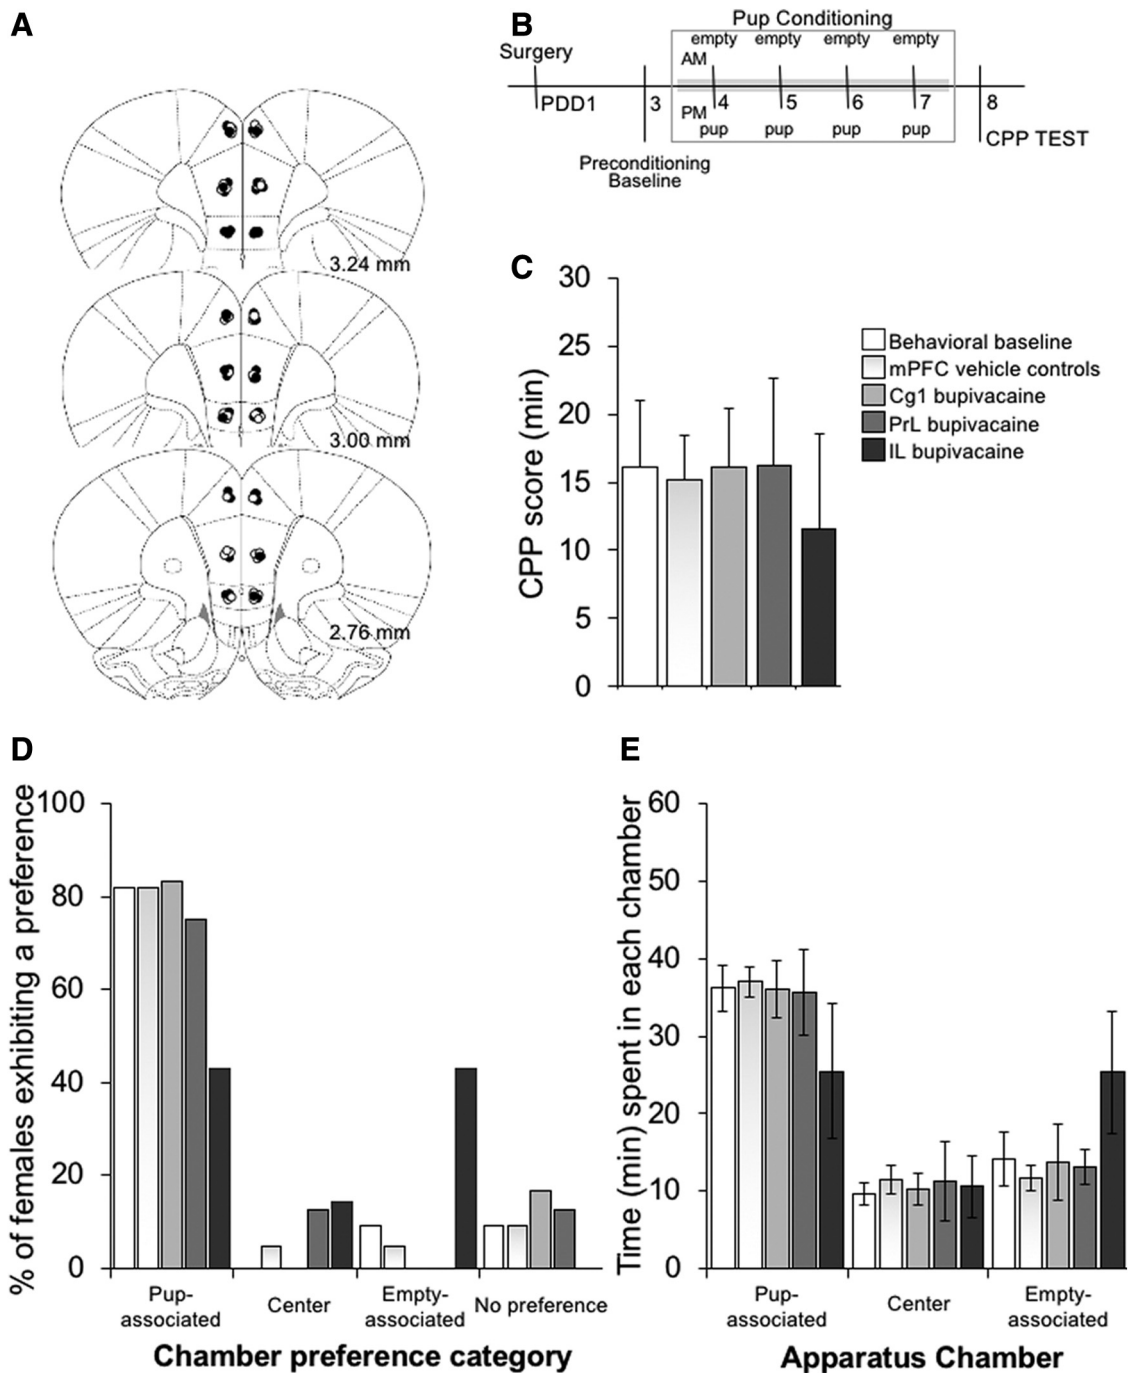 A
3.24 mm
3.00 mm
2.76 mm
B
Pup Conditioning
Surgery
empty empty empty empty
AM
PDD1 3 4 5 6 7 8
PM
pup pup pup pup
CPP TEST
Preconditioning
Baseline
C
CPP score (min)
30
25
20
15
10
5
0
Behavioral baseline
mPFC vehicle controls
Cg1 bupivacaine
PrL bupivacaine
IL bupivacaine
D
% of females exhibiting a preference
100
80
60
40
20
0
Pup-
associated
Center
Empty-
associated
No preference
Chamber preference category
E
Time (min) spent in each chamber
60
50
40
30
20
10
0
Pup-
associated
Center
Empty-
associated
Apparatus Chamber